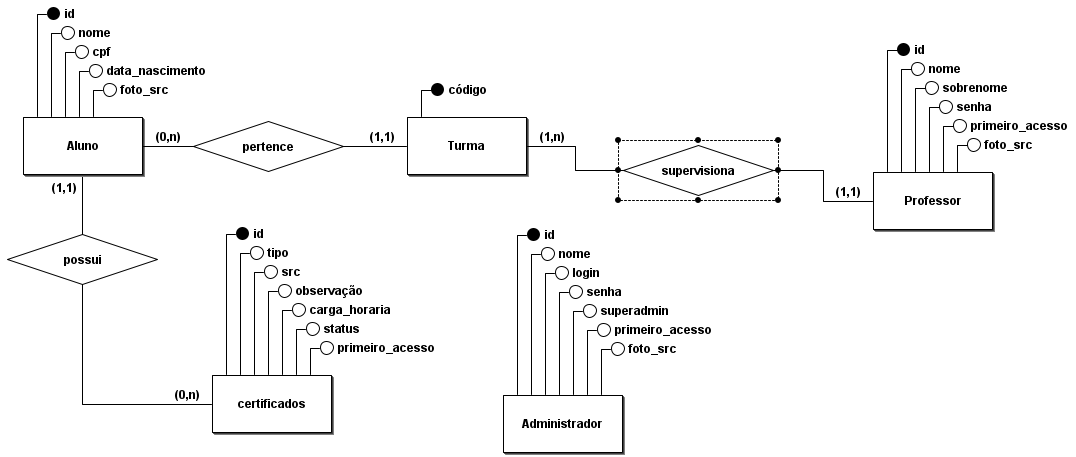 id
nome
cpf
data_nascimento
foto_src
Aluno
(0,n)
pertence
(1,1)
código
Turma
(1,n)
supervisiona
(1,1)
id
nome
sobrenome
senha
primeiro_acesso
foto_src
Professor
(1,1)
possui
(0,n)
id
tipo
src
observação
carga_horaria
status
primeiro_acesso
certificados
id
nome
login
senha
superadmin
primeiro_acesso
foto_src
Administrador